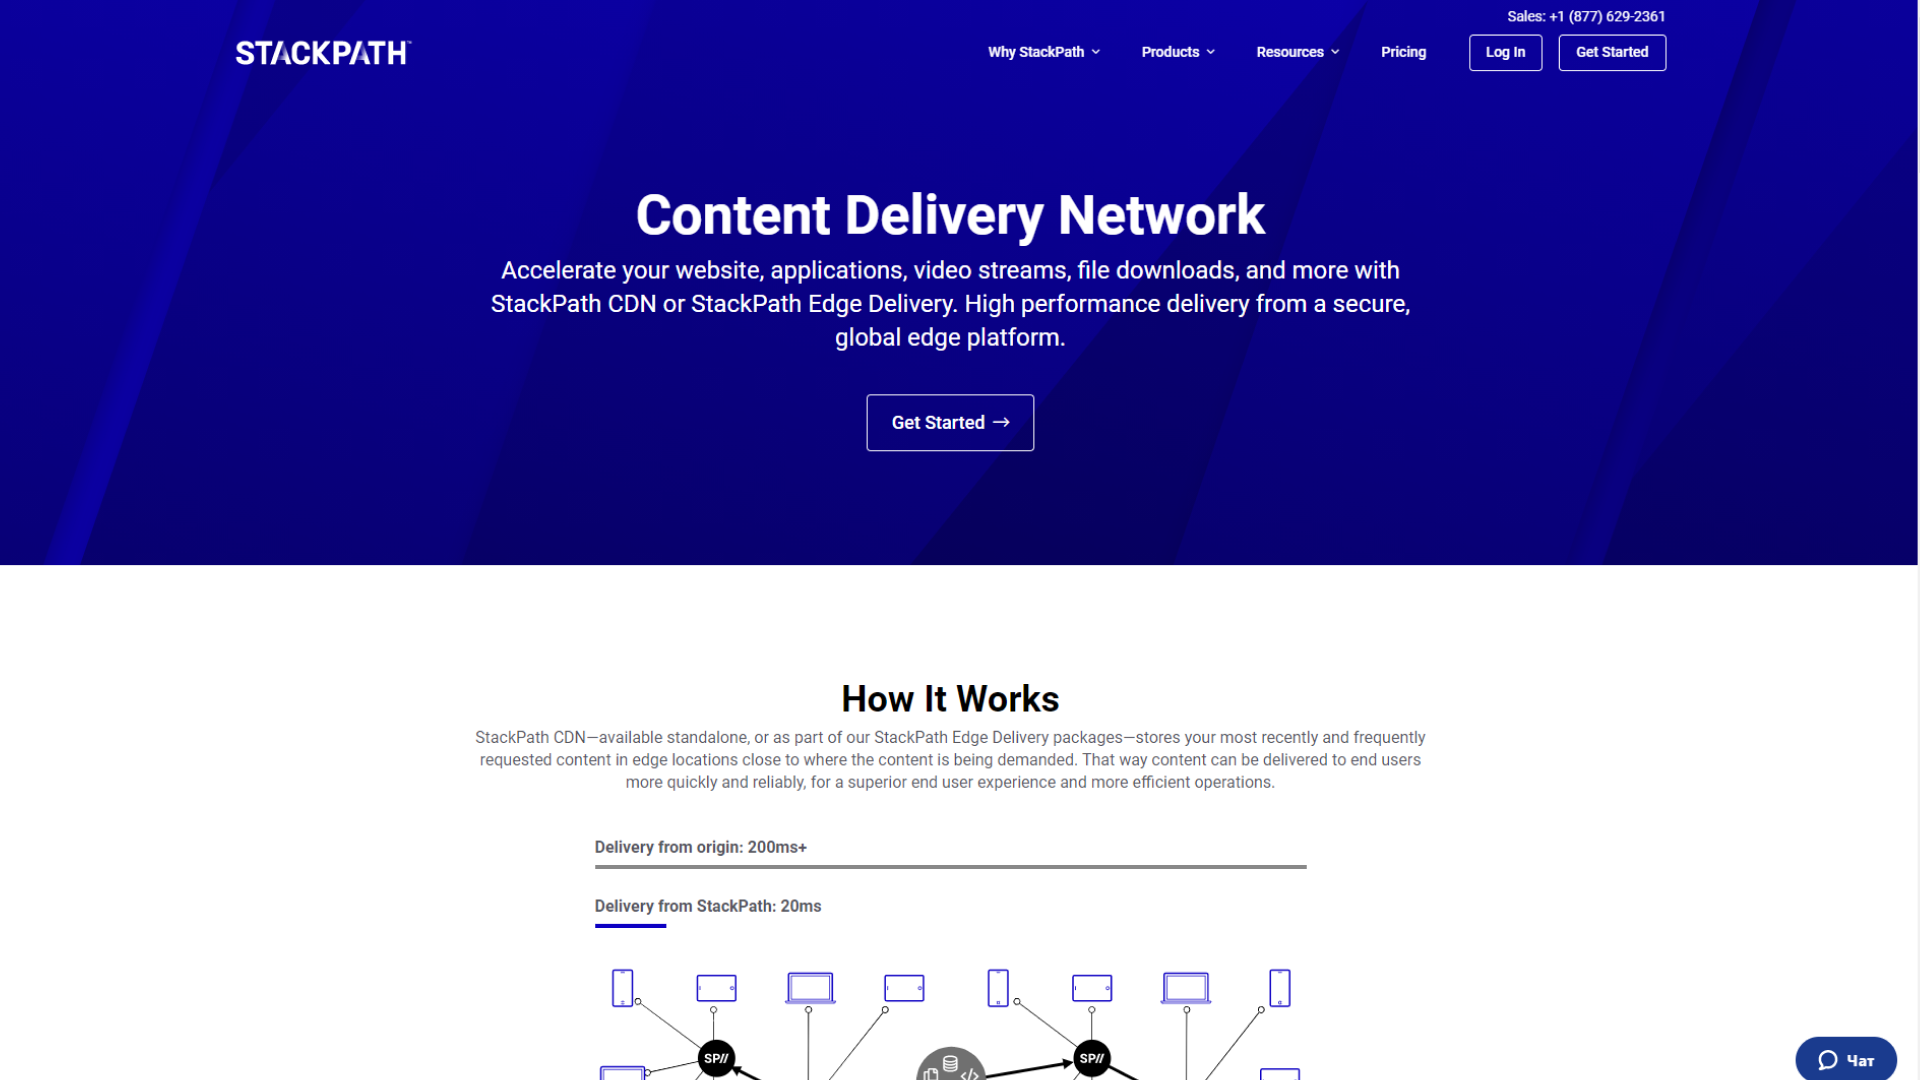 Sales: +1 (877) 629-2361
STACKPATH™
Why StackPath
Products
Resources
Pricing
Log In
Get Started
Content Delivery Network
Accelerate your website, applications, video streams, file downloads, and more with
StackPath CDN or StackPath Edge Delivery. High performance delivery from a secure,
global edge platform.
Get Started →
How It Works
StackPath CDN—available standalone, or as part of our StackPath Edge Delivery packages—stores your most recently and frequently
requested content in edge locations close to where the content is being demanded. That way content can be delivered to end users
more quickly and reliably, for a superior end user experience and more efficient operations.
Delivery from origin: 200ms+
Delivery from StackPath: 20ms
SP//
SP//
</>
Чат